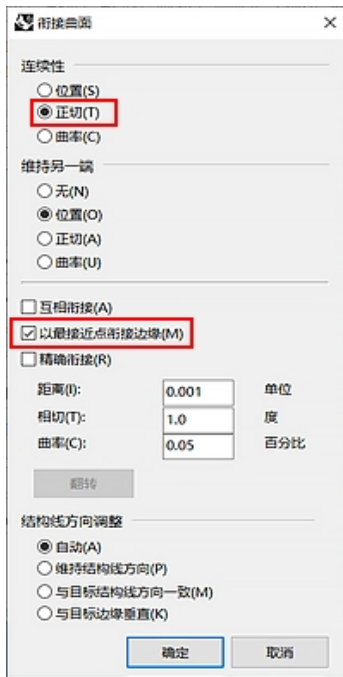 衔接曲面
连续性
位置(S)
正切(T)
曲率(C)
维持另一端
无(N)
位置(O)
正切(A)
曲率(U)
互相衔接(A)
以最接近点衔接边缘(M)
精确衔接(R)
距离(I): 0.001 单位
相切(T): 1.0 度
曲率(C): 0.05 百分比
翻转
结构线方向调整
自动(A)
维持结构线方向(P)
与目标结构线方向一致(M)
与目标边缘垂直(K)
确定 取消